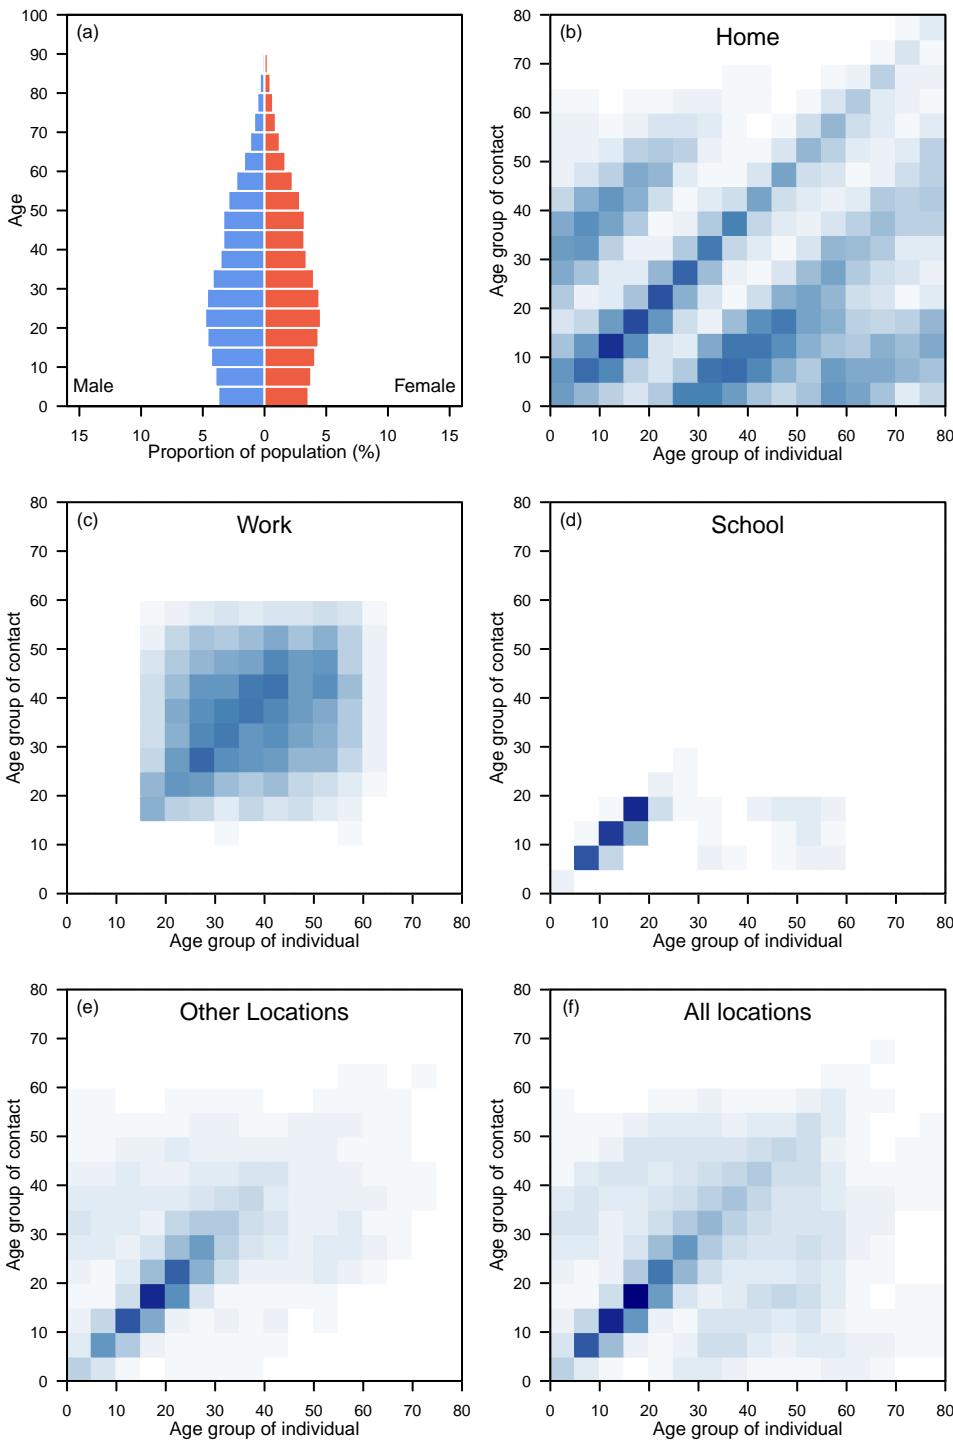 (a)
100
90
80
70
60
50
40
30
20
10
0
Age
Male
Female
15 10 5 0 5 10 15
Proportion of population (%)
(b)
Home
80
70
60
50
40
30
20
10
0
Age group of contact
0 10 20 30 40 50 60 70 80
Age group of individual
(c)
Work
80
70
60
50
40
30
20
10
0
Age group of contact
0 10 20 30 40 50 60 70 80
Age group of individual
(d)
School
80
70
60
50
40
30
20
10
0
Age group of contact
0 10 20 30 40 50 60 70 80
Age group of individual
(e)
Other Locations
80
70
60
50
40
30
20
10
0
Age group of contact
0 10 20 30 40 50 60 70 80
Age group of individual
(f)
All locations
80
70
60
50
40
30
20
10
0
Age group of contact
0 10 20 30 40 50 60 70 80
Age group of individual